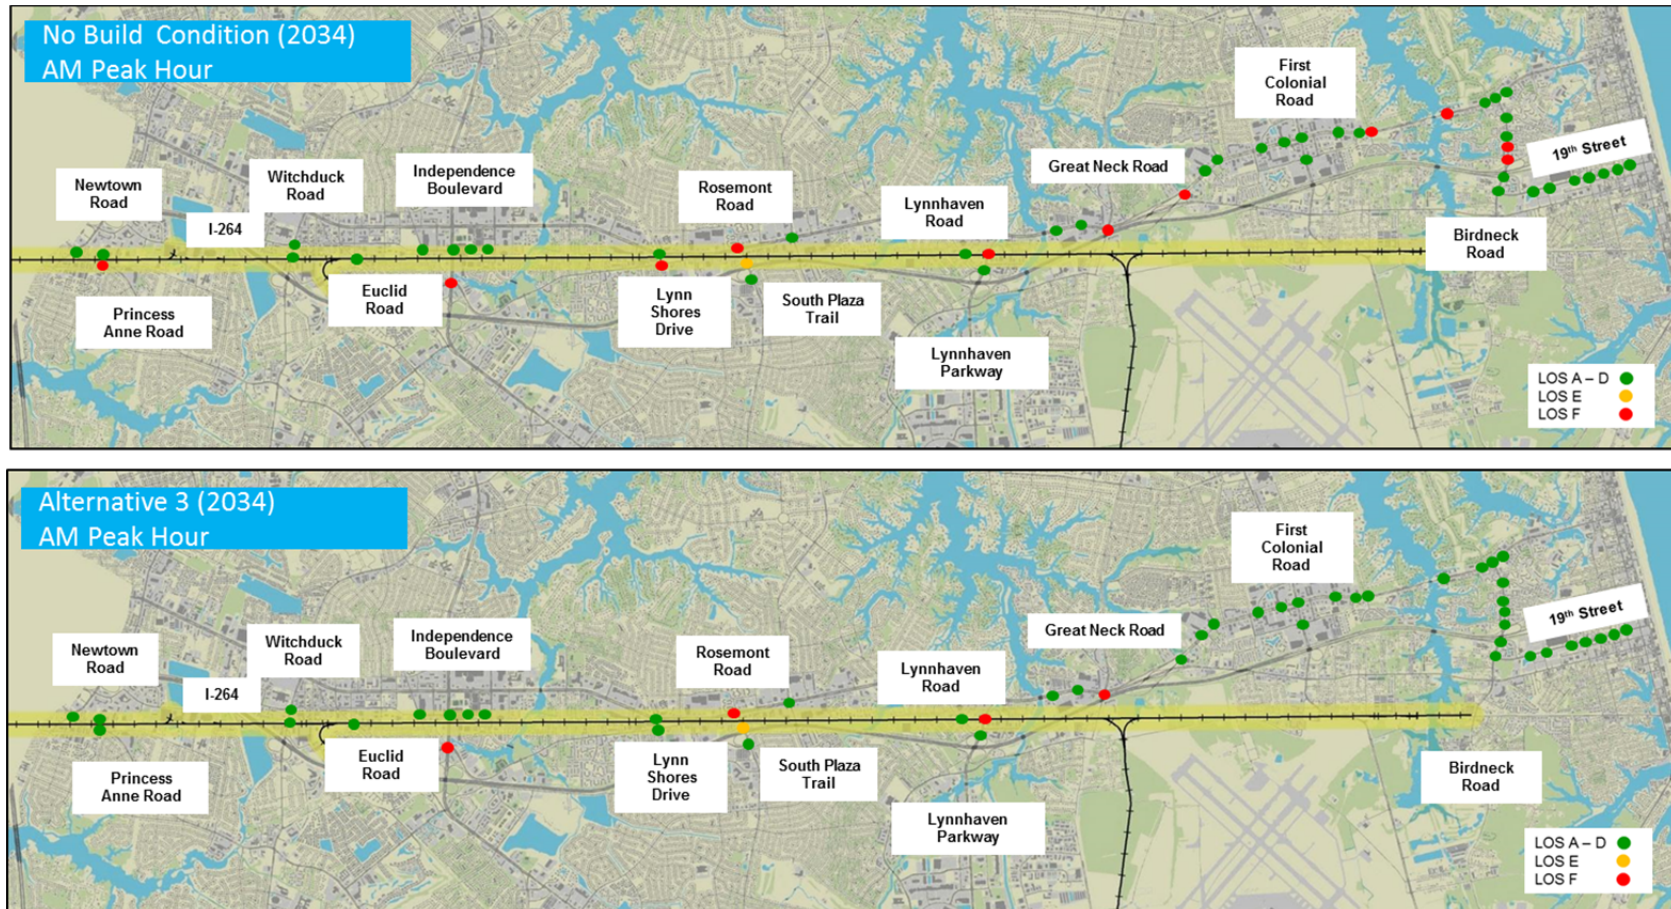 No Build Condition (2034)
AM Peak Hour
First
Colonial
Road
19th Street
Great Neck Road
Newtown
Road
Witchduck
Road
Independence
Boulevard
Rosemont
Road
Lynnhaven
Road
I-264
Birdneck
Road
Princess
Anne Road
Euclid
Road
Lynn
Shores
Drive
South Plaza
Trail
Lynnhaven
Parkway
LOS A – D
LOS E
LOS F
Alternative 3 (2034)
AM Peak Hour
First
Colonial
Road
19th Street
Great Neck Road
Newtown
Road
Witchduck
Road
Independence
Boulevard
Rosemont
Road
Lynnhaven
Road
I-264
Princess
Anne Road
Euclid
Road
Lynn
Shores
Drive
South Plaza
Trail
Birdneck
Road
Lynnhaven
Parkway
LOS A – D
LOS E
LOS F